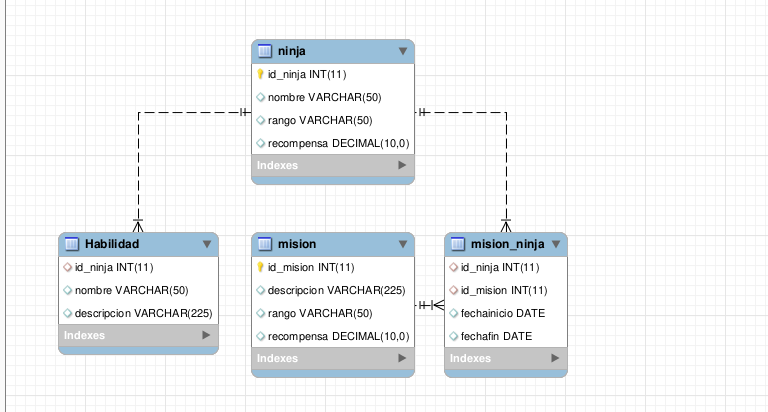 ninja
id_ninja INT(11)
nombre VARCHAR(50)
rango VARCHAR(50)
recompensa DECIMAL(10,0)
Indexes
Habilidad
id_ninja INT(11)
nombre VARCHAR(50)
descripcion VARCHAR(225)
Indexes
mision
id_mision INT(11)
descripcion VARCHAR(225)
rango VARCHAR(50)
recompensa DECIMAL(10,0)
Indexes
mision_ninja
id_ninja INT(11)
id_mision INT(11)
fechainicio DATE
fechafin DATE
Indexes